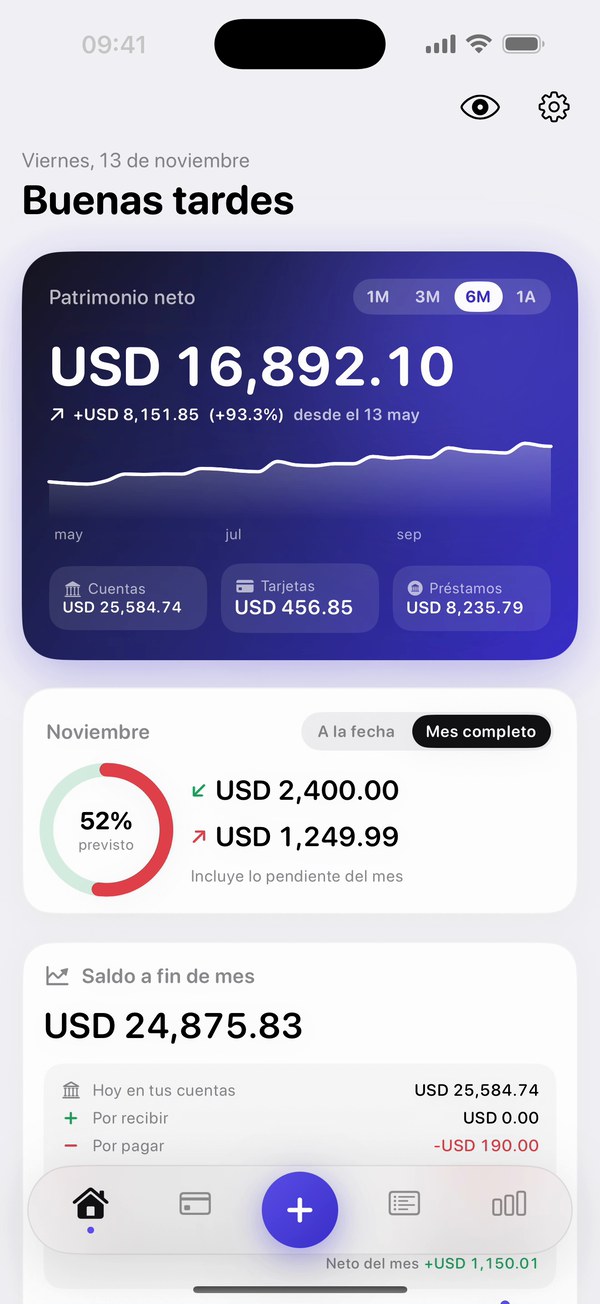 09:41
Viernes, 13 de noviembre
Buenas tardes
Patrimonio neto
1M 3M 6M 1A
USD 16,892.10
+USD 8,151.85 (+93.3%) desde el 13 may
may jul sep
Cuentas
USD 25,584.74
Tarjetas
USD 456.85
Préstamos
USD 8,235.79
Noviembre
A la fecha Mes completo
52%
previsto
USD 2,400.00
USD 1,249.99
Incluye lo pendiente del mes
Saldo a fin de mes
USD 24,875.83
Hoy en tus cuentas USD 25,584.74
+ Por recibir USD 0.00
− Por pagar -USD 190.00
Neto del mes +USD 1,150.01